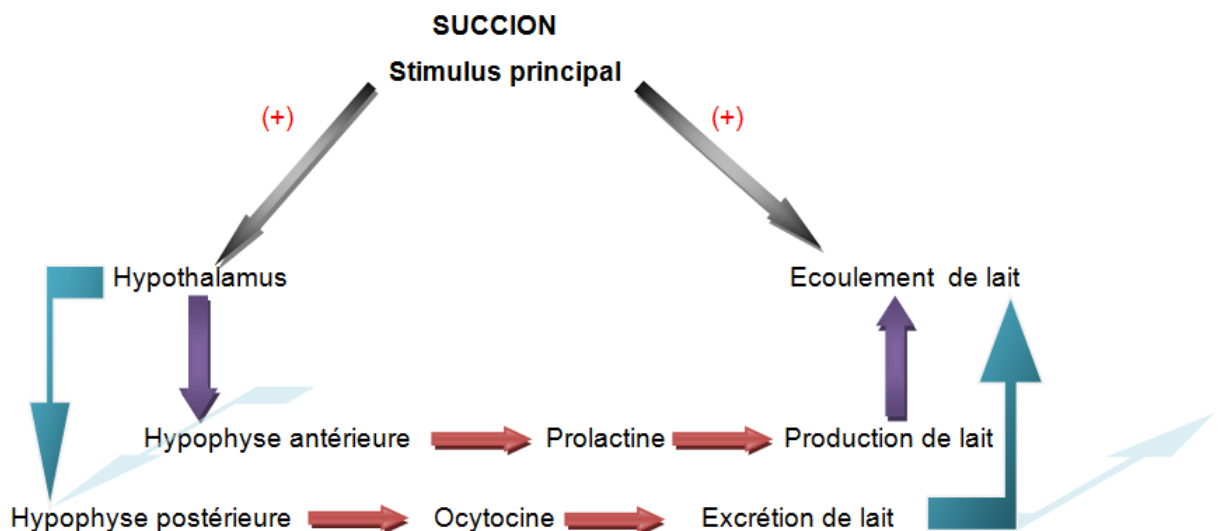 SUCCION
Stimulus principal
(+) (+)
Hypothalamus Ecoulement de lait
Hypophyse antérieure Prolactine Production de lait
Hypophyse postérieure Ocytocine Excrétion de lait